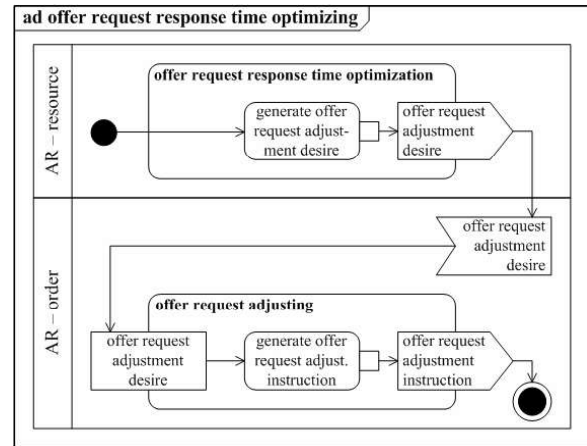 ad offer request response time optimizing
AR – resource
offer request response time optimization
generate offer
request adjust-
ment desire
offer request
adjustment
desire
AR – order
offer request
adjustment
desire
offer request adjusting
offer request
adjustment
desire
generate offer
request adjust.
instruction
offer request
adjustment
instruction